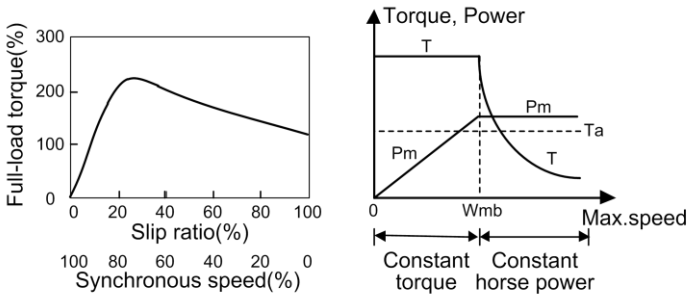 Full-load torque(%)
300
200
100
0
0 20 40 60 80 100
Slip ratio(%)
100 80 60 40 20 0
Synchronous speed(%)
Torque, Power
T
Pm
Ta
Pm
T
0
Wmb
Max.speed
Constant torque
Constant horse power